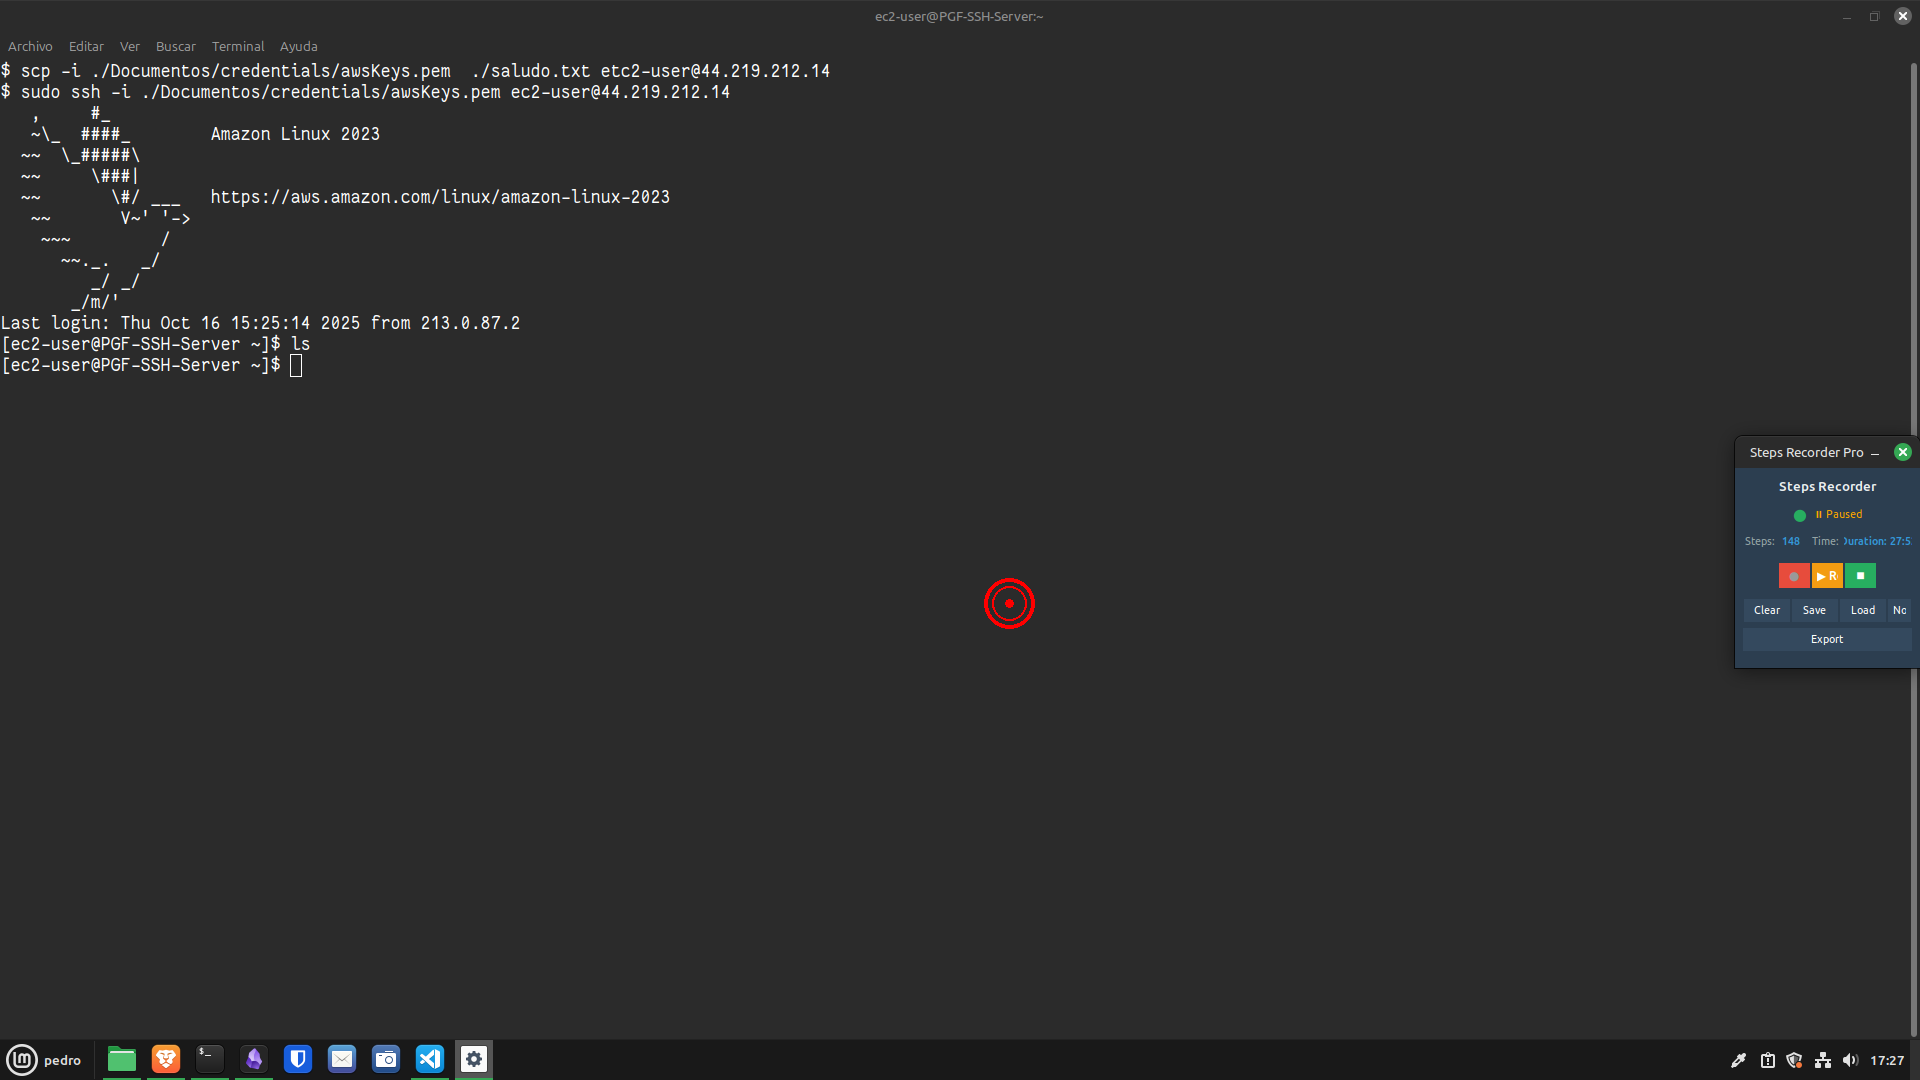 ec2-user@PGF-SSH-Server:~
Archivo Editar Ver Buscar Terminal Ayuda
$ scp -i ./Documentos/credentials/awsKeys.pem  ./saludo.txt etc2-user@44.219.212.14
$ sudo ssh -i ./Documentos/credentials/awsKeys.pem ec2-user@44.219.212.14
   ,     #_
   ~\_  ####_        Amazon Linux 2023
  ~~  \_#####\
  ~~     \###|
  ~~       \#/ ___   https://aws.amazon.com/linux/amazon-linux-2023
   ~~       V~' '->
    ~~~         /
      ~~._.   _/
         _/ _/
       _/m/'
Last login: Thu Oct 16 15:25:14 2025 from 213.0.87.2
[ec2-user@PGF-SSH-Server ~]$ ls
[ec2-user@PGF-SSH-Server ~]$
Steps Recorder Pro
Steps Recorder
Paused
Steps: 148 Time: Duration: 27:5
R
Clear Save Load No
Export
pedro
17:27